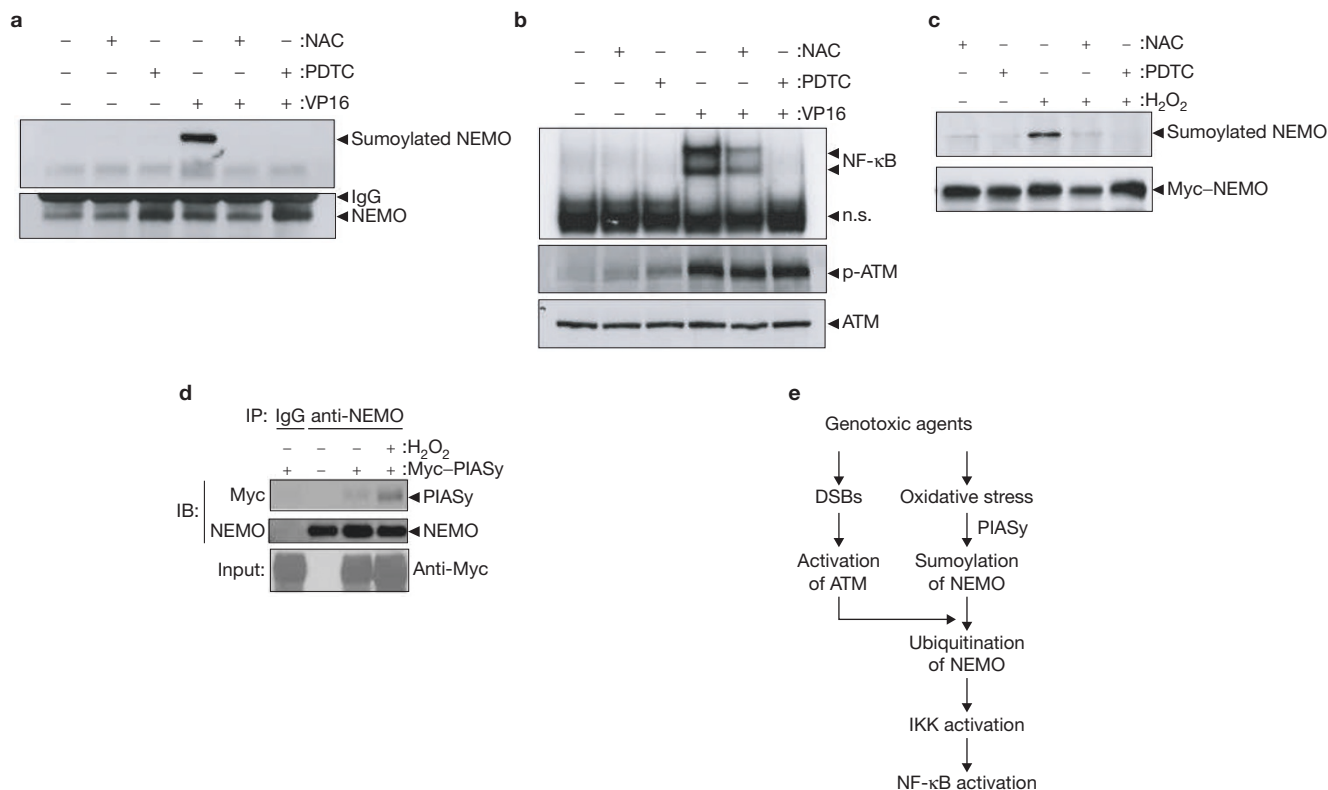 a
– + – – + – :NAC
– – + – – + :PDTC
– – – + + + :VP16
Sumoylated NEMO
IgG
NEMO
b
– + – – + – :NAC
– – + – – + :PDTC
– – – + + + :VP16
NF-κB
n.s.
p-ATM
ATM
c
+ – – + – :NAC
– + – – + :PDTC
– – + + + :H₂O₂
Sumoylated NEMO
Myc–NEMO
d
IP: IgG anti-NEMO
– – – + :H₂O₂
+ – + + :Myc–PIASy
IB:
Myc PIASy
NEMO NEMO
Input: Anti-Myc
e
Genotoxic agents
DSBs Oxidative stress
PIASy
Activation Sumoylation
of ATM of NEMO
Ubiquitination
of NEMO
IKK activation
NF-κB activation